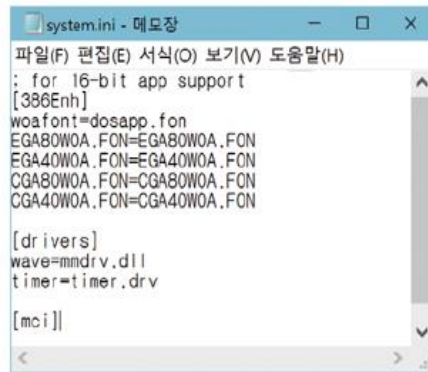 system.ini - 메모장
파일(F) 편집(E) 서식(O) 보기(V) 도움말(H)
; for 16-bit app support
[386Enh]
woafont=dosapp.fon
EGA80WOA.FON=EGA80WOA.FON
EGA40WOA.FON=EGA40WOA.FON
CGA80WOA.FON=CGA80WOA.FON
CGA40WOA.FON=CGA40WOA.FON
[drivers]
wave=mmdrv.dll
timer=timer.drv
[mci]